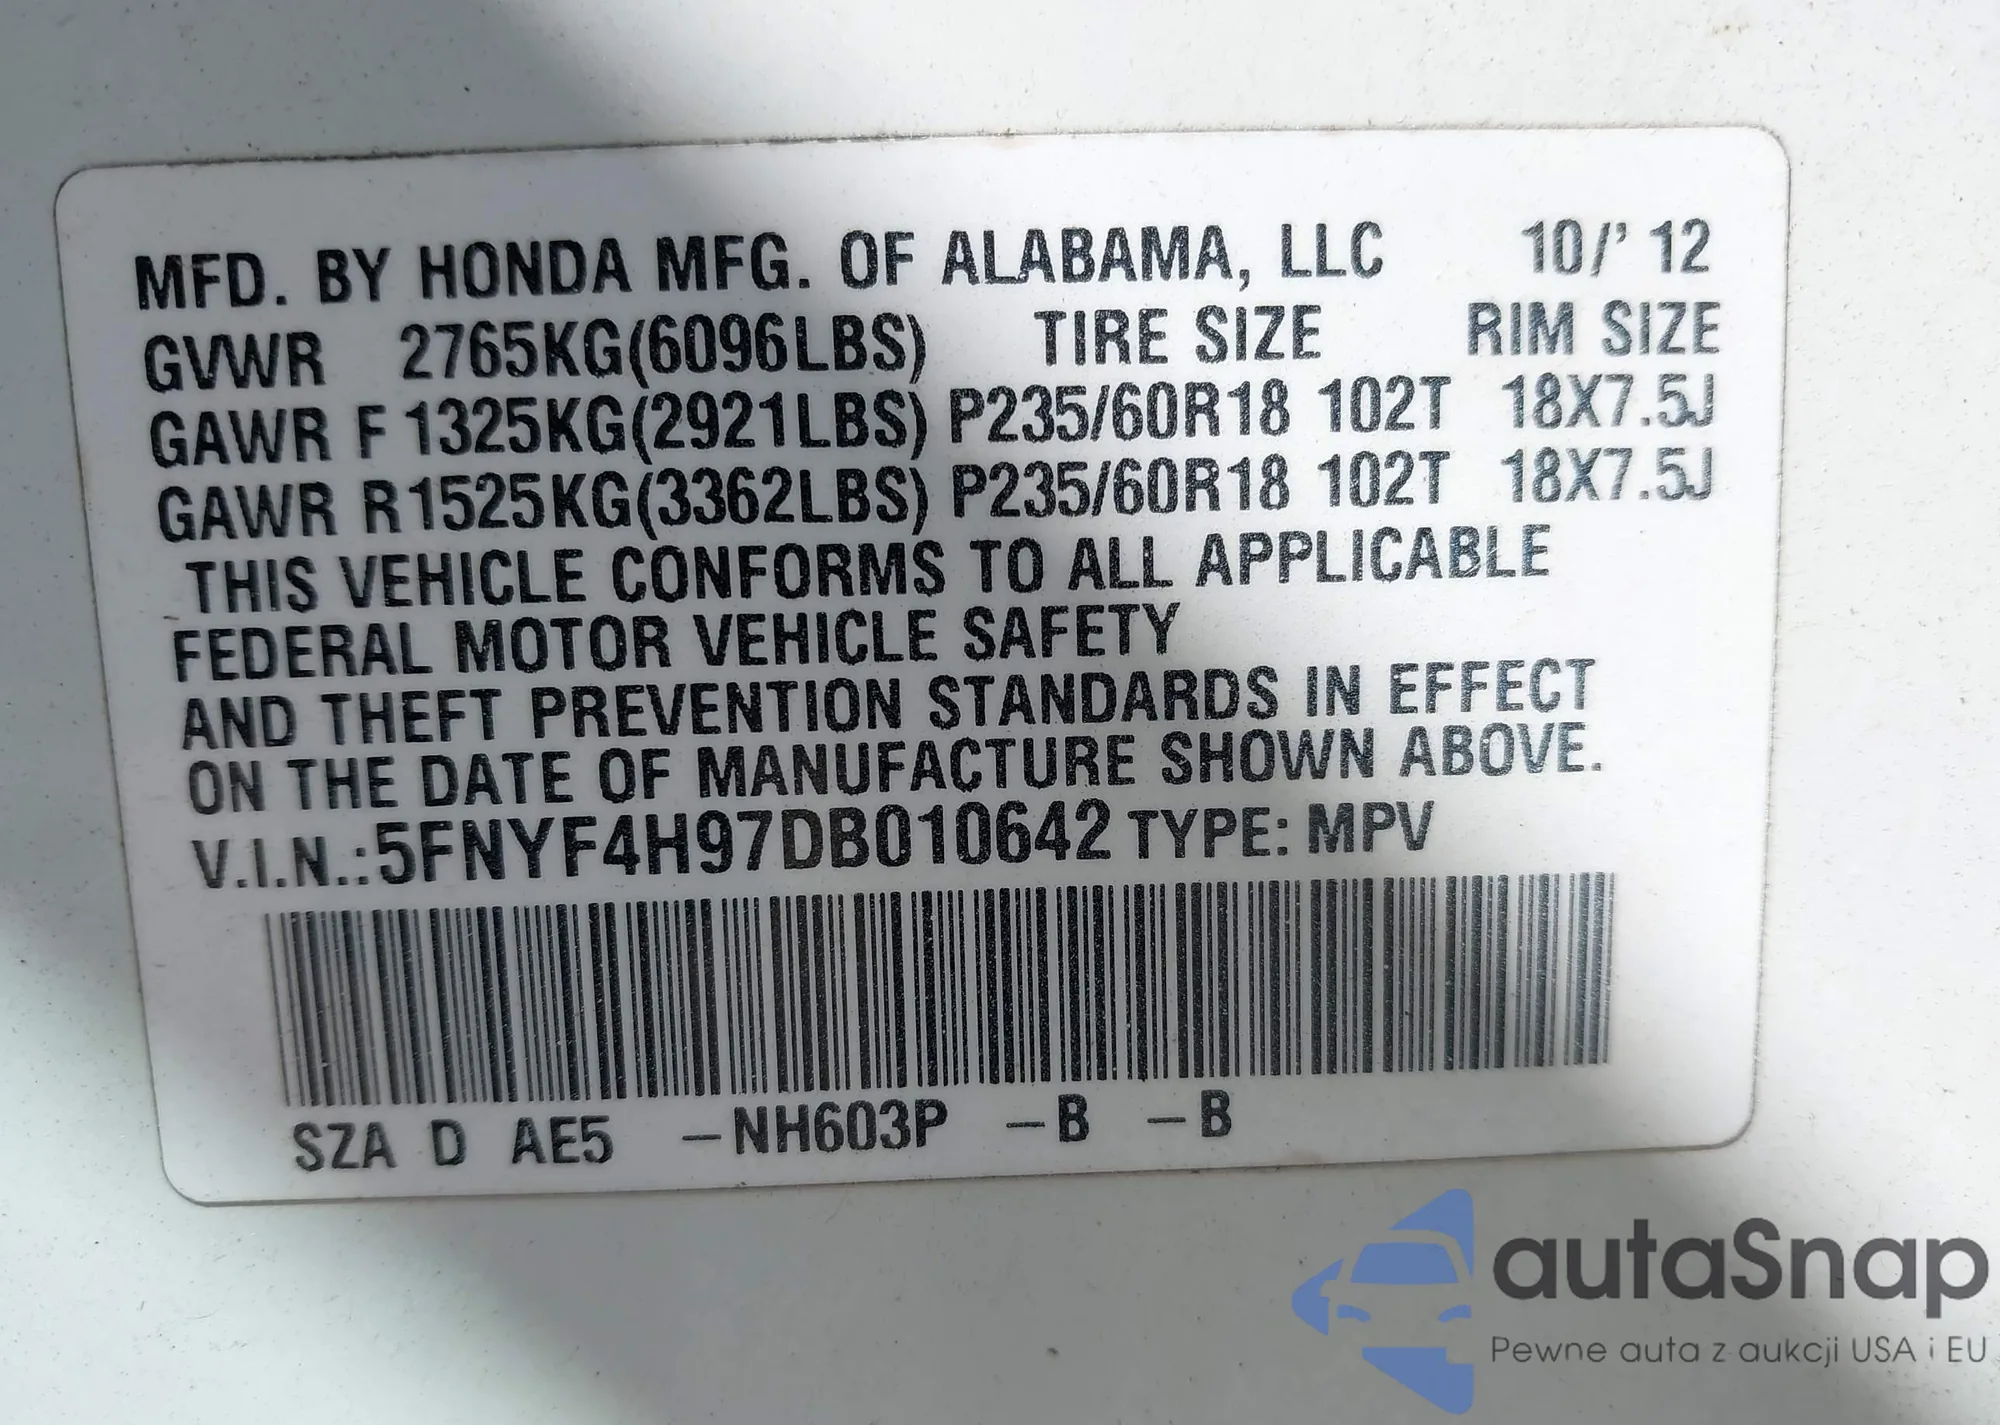 MFD. BY HONDA MFG. OF ALABAMA, LLC 10/' 12
GVWR 2765KG(6096LBS) TIRE SIZE RIM SIZE
GAWR F 1325KG(2921LBS) P235/60R18 102T 18X7.5J
GAWR R1525KG(3362LBS) P235/60R18 102T 18X7.5J
THIS VEHICLE CONFORMS TO ALL APPLICABLE
FEDERAL MOTOR VEHICLE SAFETY
AND THEFT PREVENTION STANDARDS IN EFFECT
ON THE DATE OF MANUFACTURE SHOWN ABOVE.
V.I.N.:5FNYF4H97DB010642 TYPE: MPV
SZA D AE5 –NH603P –B –B
autaSnap
Pewne auta z aukcji USA i EU